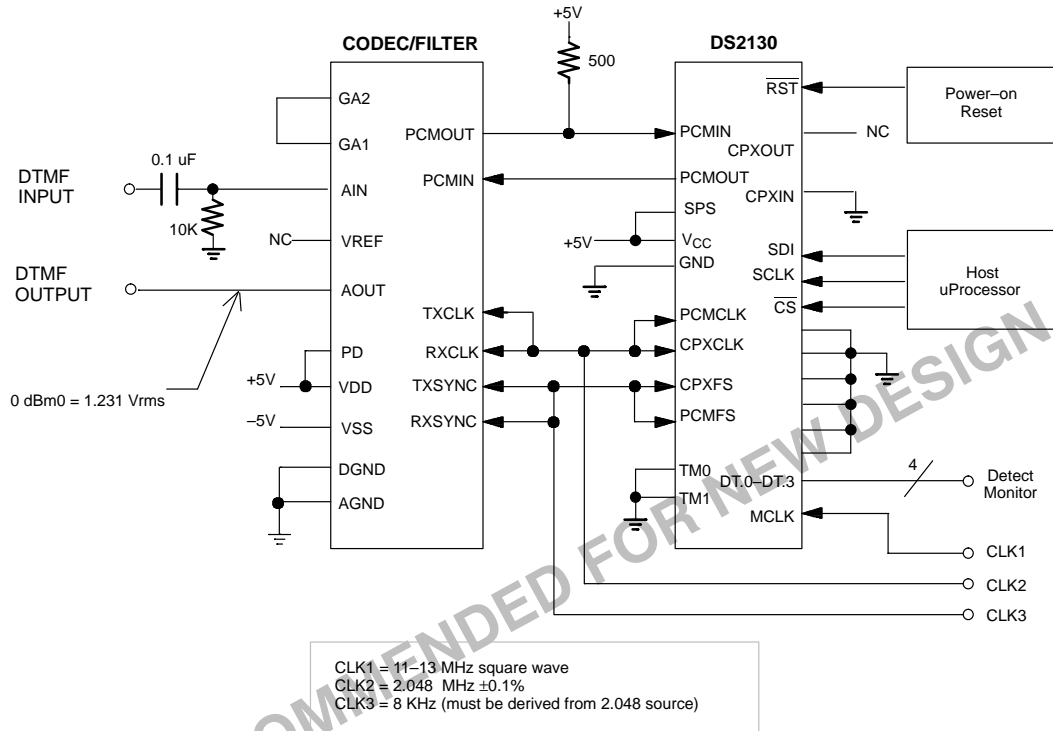 +5V
CODEC/FILTER
DS2130
500
GA2
GA1
PCMOUT
PCMIN
RST
Power–on
Reset
CPXOUT
NC
DTMF
INPUT
0.1 uF
10K
AIN
PCMIN
PCMOUT
CPXIN
SPS
NC
VREF
+5V
VCC
GND
SDI
SCLK
CS
Host
uProcessor
DTMF
OUTPUT
AOUT
TXCLK
RXCLK
TXSYNC
RXSYNC
PCMCLK
CPXCLK
CPXFS
PCMFS
0 dBm0 = 1.231 Vrms
+5V
–5V
PD
VDD
VSS
DGND
AGND
TM0
TM1
DT.0–DT.3
4
Detect
Monitor
MCLK
CLK1
CLK2
CLK3
CLK1 = 11–13 MHz square wave
CLK2 = 2.048 MHz ±0.1%
CLK3 = 8 KHz (must be derived from 2.048 source)
OMMENDED FOR NEW DESIGN